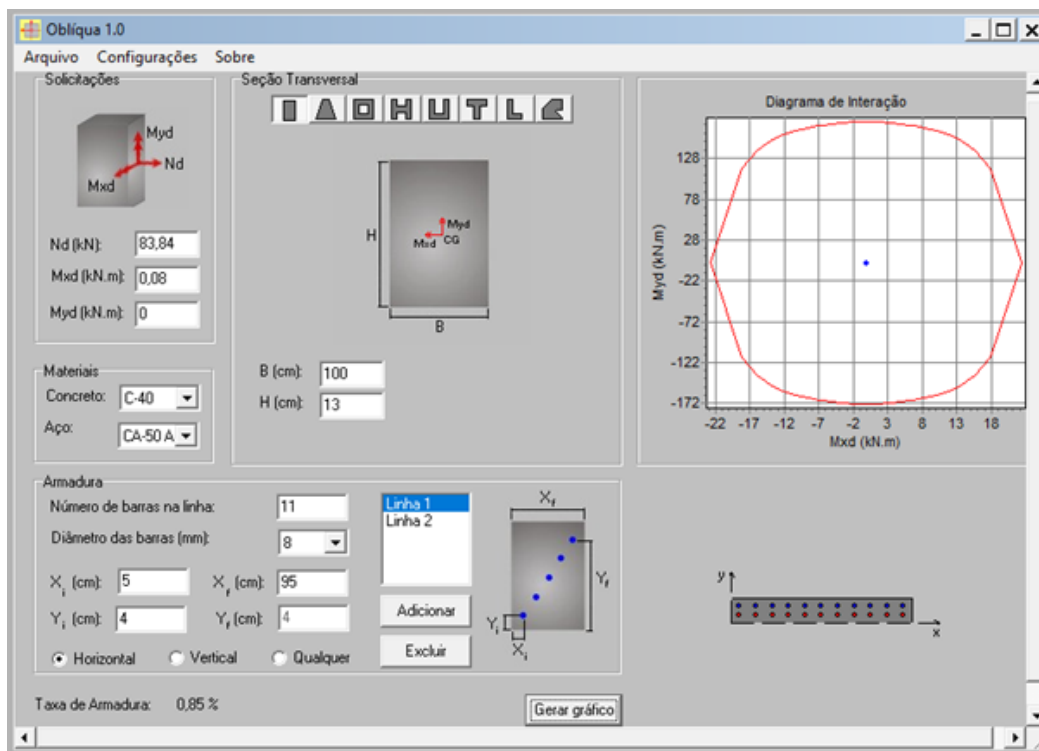 Oblíqua 1.0
Arquivo Configurações Sobre
Solicitações
Myd
Nd
Mxd
Nd (kN): 83,84
Mxd (kN.m): 0,08
Myd (kN.m): 0
Materiais
Concreto: C-40
Aço: CA-50 A
Seção Transversal
H
Myd
Mxd CG
B
B (cm): 100
H (cm): 13
Diagrama de Interação
Myd (kN.m)
128
78
28
-22
-72
-122
-172
-22 -17 -12 -7 -2 3 8 13 18
Mxd (kN.m)
Armadura
Número de barras na linha: 11
Diâmetro das barras (mm): 8
Xi (cm): 5 Xf (cm): 95
Yi (cm): 4 Yf (cm): 4
Horizontal Vertical Qualquer
Linha 1
Linha 2
Adicionar
Excluir
Xf
Yf
Yi
Xi
y
x
Taxa de Armadura: 0,85 %
Gerar gráfico